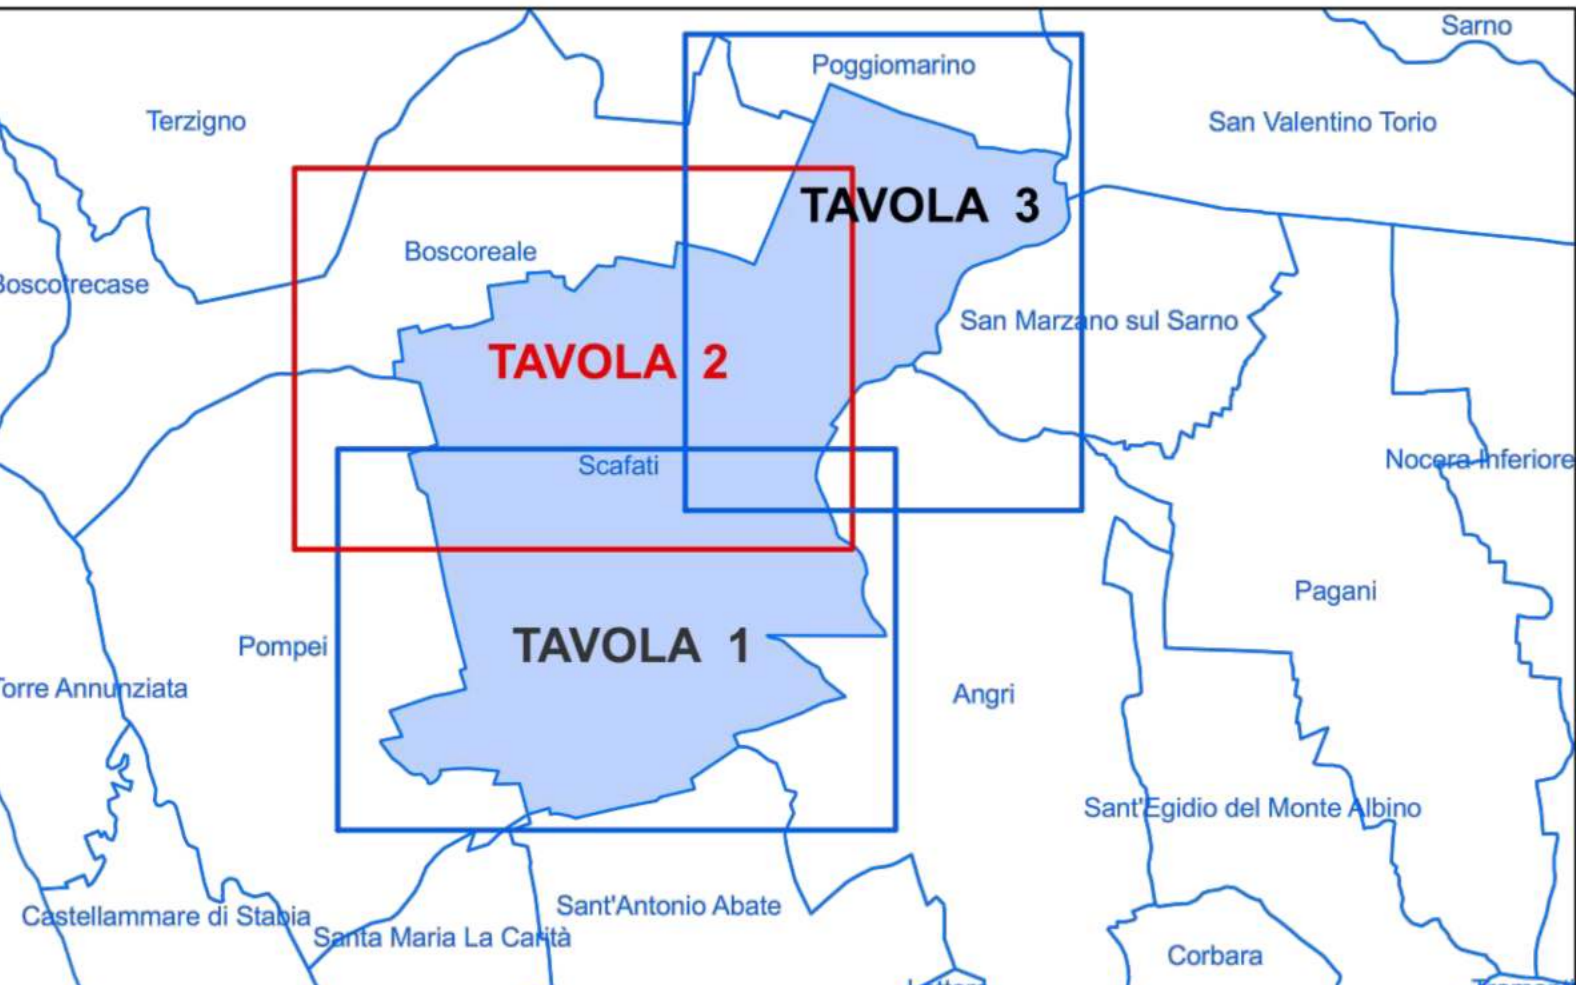 Sarno
Poggiomarino
Terzigno
San Valentino Torio
TAVOLA 3
Boscoreale
Boscotrecase
San Marzano sul Sarno
TAVOLA 2
Scafati
Nocera Inferiore
Pagani
TAVOLA 1
Pompei
Torre Annunziata
Angri
Sant'Egidio del Monte Albino
Sant'Antonio Abate
Castellammare di Stabia
Santa Maria La Carità
Corbara